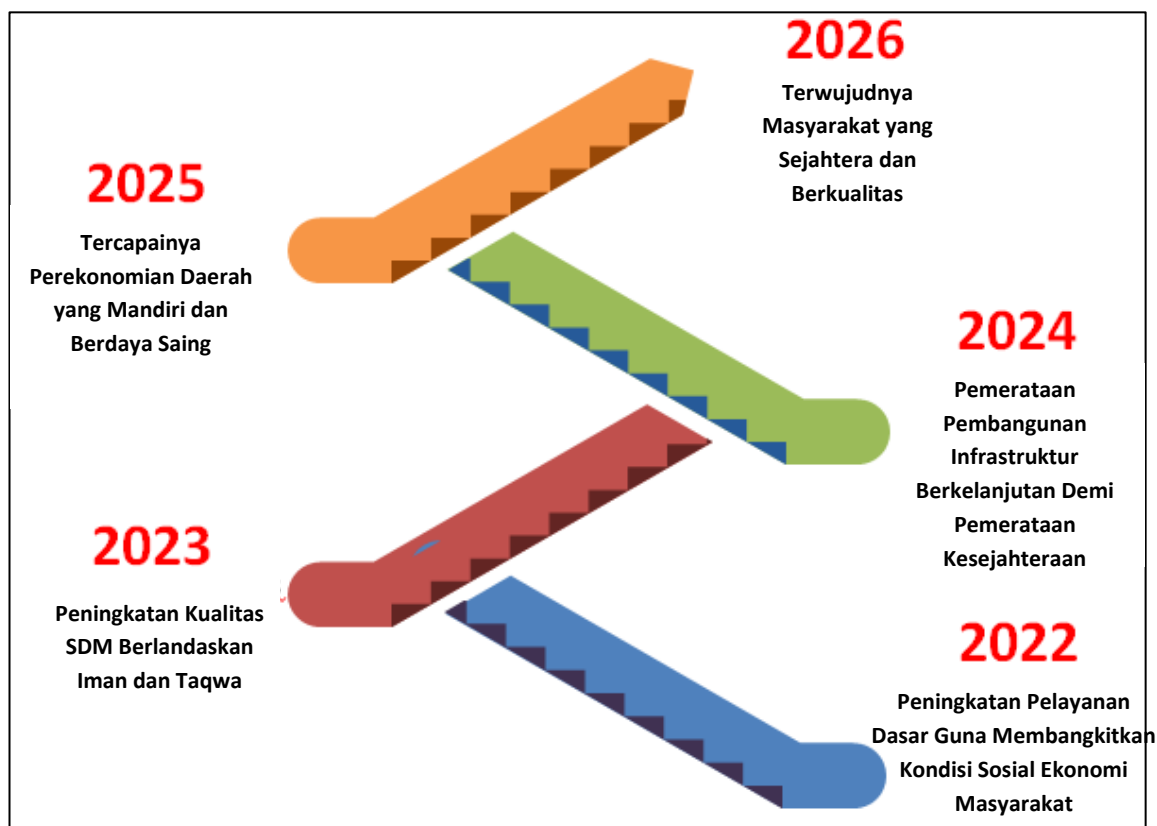 2026
Terwujudnya
Masyarakat yang
Sejahtera dan
Berkualitas
2025
Tercapainya
Perekonomian Daerah
yang Mandiri dan
Berdaya Saing
2024
Pemerataan
Pembangunan
Infrastruktur
Berkelanjutan Demi
Pemerataan
Kesejahteraan
2023
Peningkatan Kualitas
SDM Berlandaskan
Iman dan Taqwa
2022
Peningkatan Pelayanan
Dasar Guna Membangkitkan
Kondisi Sosial Ekonomi
Masyarakat